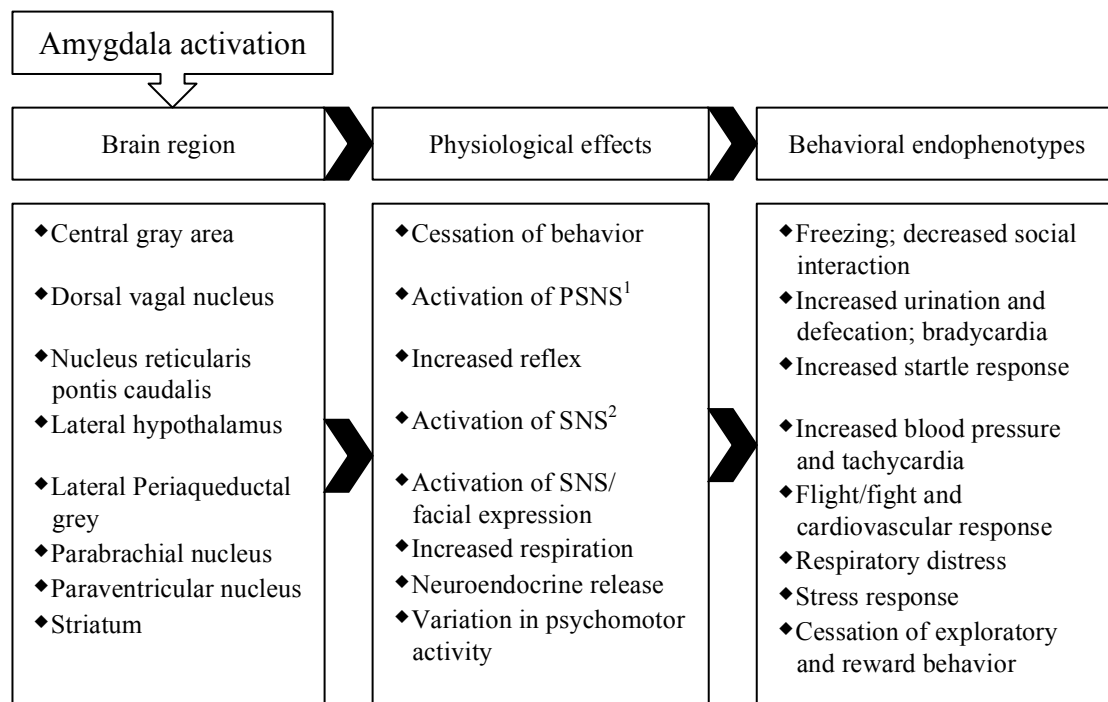 Amygdala activation
Brain region
Physiological effects
Behavioral endophenotypes
◆Central gray area
◆Dorsal vagal nucleus
◆Nucleus reticularis
pontis caudalis
◆Lateral hypothalamus
◆Lateral Periaqueductal
grey
◆Parabrachial nucleus
◆Paraventricular nucleus
◆Striatum
◆Cessation of behavior
◆Activation of PSNS¹
◆Increased reflex
◆Activation of SNS²
◆Activation of SNS/
facial expression
◆Increased respiration
◆Neuroendocrine release
◆Variation in psychomotor
activity
◆Freezing; decreased social
interaction
◆Increased urination and
defecation; bradycardia
◆Increased startle response
◆Increased blood pressure
and tachycardia
◆Flight/fight and
cardiovascular response
◆Respiratory distress
◆Stress response
◆Cessation of exploratory
and reward behavior